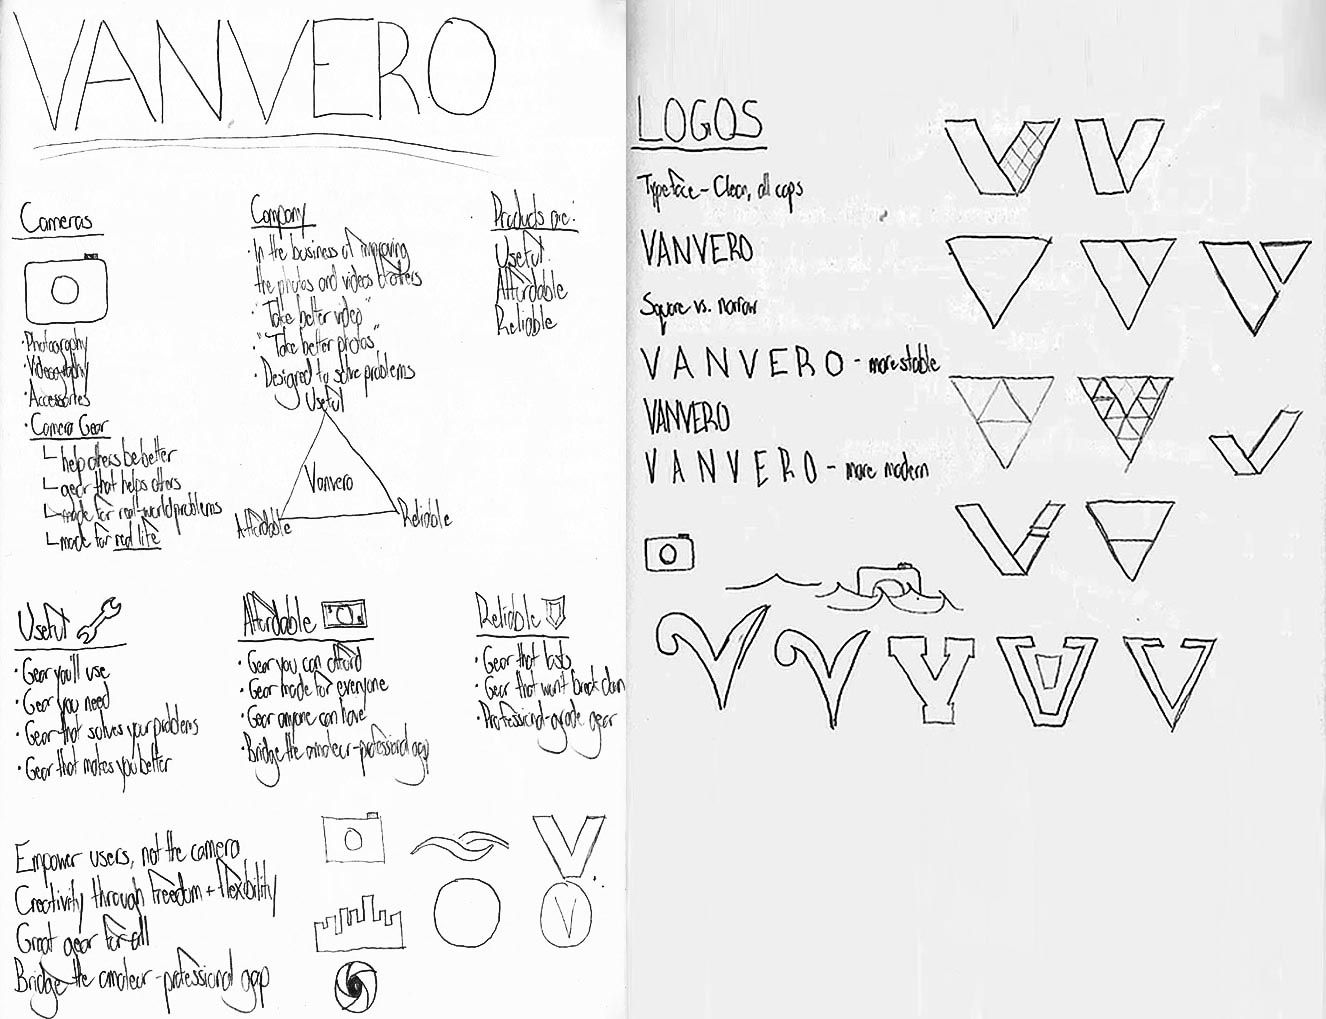 VANVERO
Cameras
• Photography
• Videography
• Accessories
• Camera Gear
help others be better
gear that helps others
made for real-world problems
made for real life
Company
• In the business of improving
the photos and videos of others
• "Take better video"
• "Take better photos"
• Designed to solve problems
Useful
Vanvero
Affordable
Reliable
Products are:
Useful
Affordable
Reliable
Useful
• Gear you'll use
• Gear you need
• Gear that solves your problems
• Gear that makes you better
Affordable
• Gear you can afford
• Gear made for everyone
• Gear anyone can have
• Bridge the amateur-professional gap
Reliable
• Gear that lasts
• Gear that won't break down
• Professional-grade gear
Empower users, not the camera
Creativity through freedom + flexibility
Great gear for all
Bridge the amateur-professional gap
V
LOGOS
Typeface - Clean, all caps
VANVERO
Square vs. narrow
VANVERO - more stable
VANVERO
VANVERO - more modern